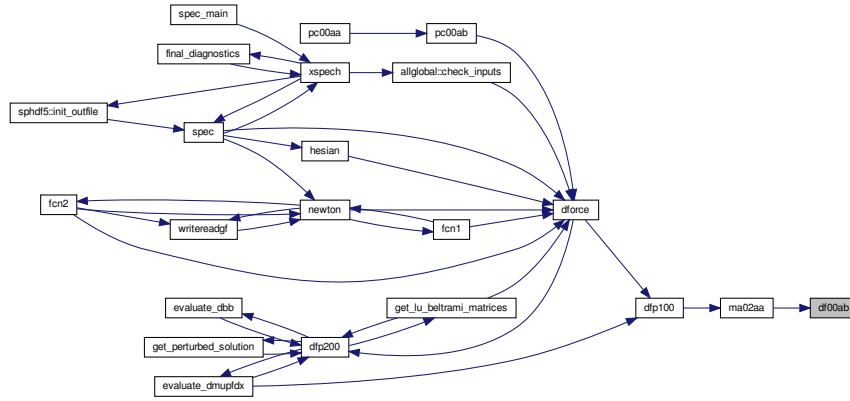 spec_main
pc00aa
pc00ab
final_diagnostics
xspech
allglobal::check_inputs
sphdf5::init_outfile
spec
hesian
fcn2
newton
dforce
writereadgf
fcn1
evaluate_dbb
get_lu_beltrami_matrices
dfp100
ma02aa
df00ab
get_perturbed_solution
dfp200
evaluate_dmupfdx